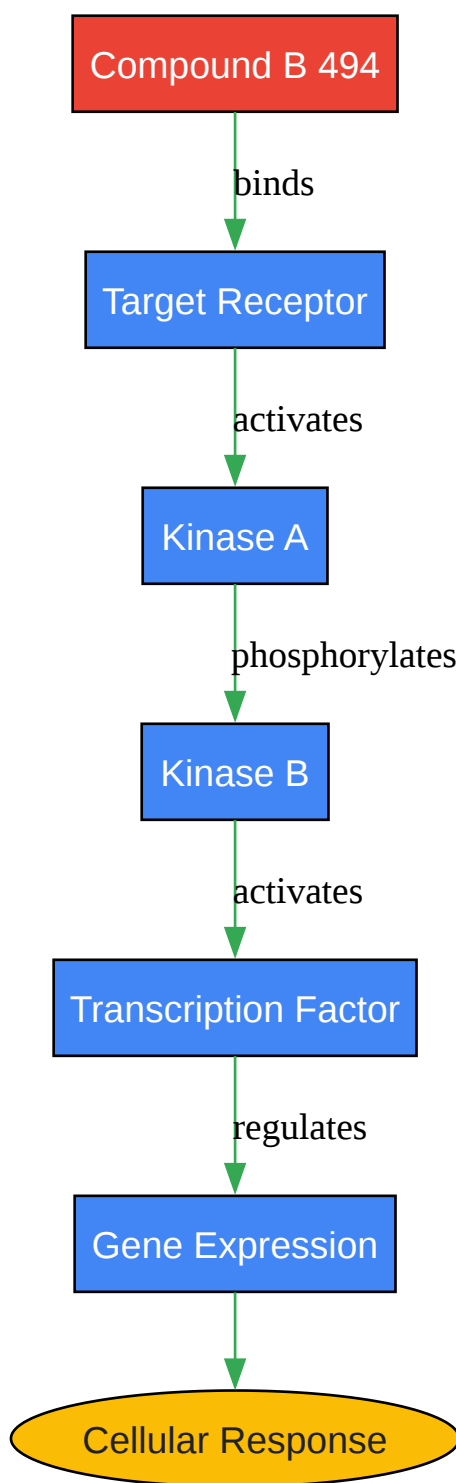 Compound B 494
binds
Target Receptor
activates
Kinase A
phosphorylates
Kinase B
activates
Transcription Factor
regulates
Gene Expression
Cellular Response